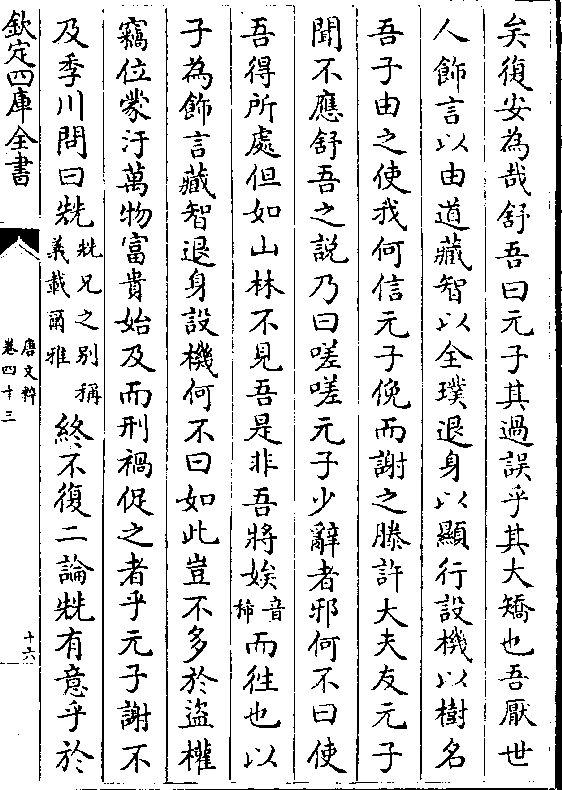 矣復安為哉舒吾曰元子其過誤乎其大矯也吾厭世
人飾言以由道藏智以全璞退身以顯行設機以樹名
吾子由之使我何信元子俛而謝之滕許大夫友元子
聞不應舒吾之説乃曰嗟嗟元子少辭者邪何不曰使
吾得所處但如山林不見吾是非吾將娭音
柿而徃也以
子為飾言藏智退身設機何不曰如此豈不多於盜權
竊位蒙汙萬物富貴始及而刑禍促之者乎元子謝不
及季川問曰兟兟兄之别稱
義載爾雅終不復二論兟有意乎於
欽定四庫全書
唐文粹
卷四十三
十六